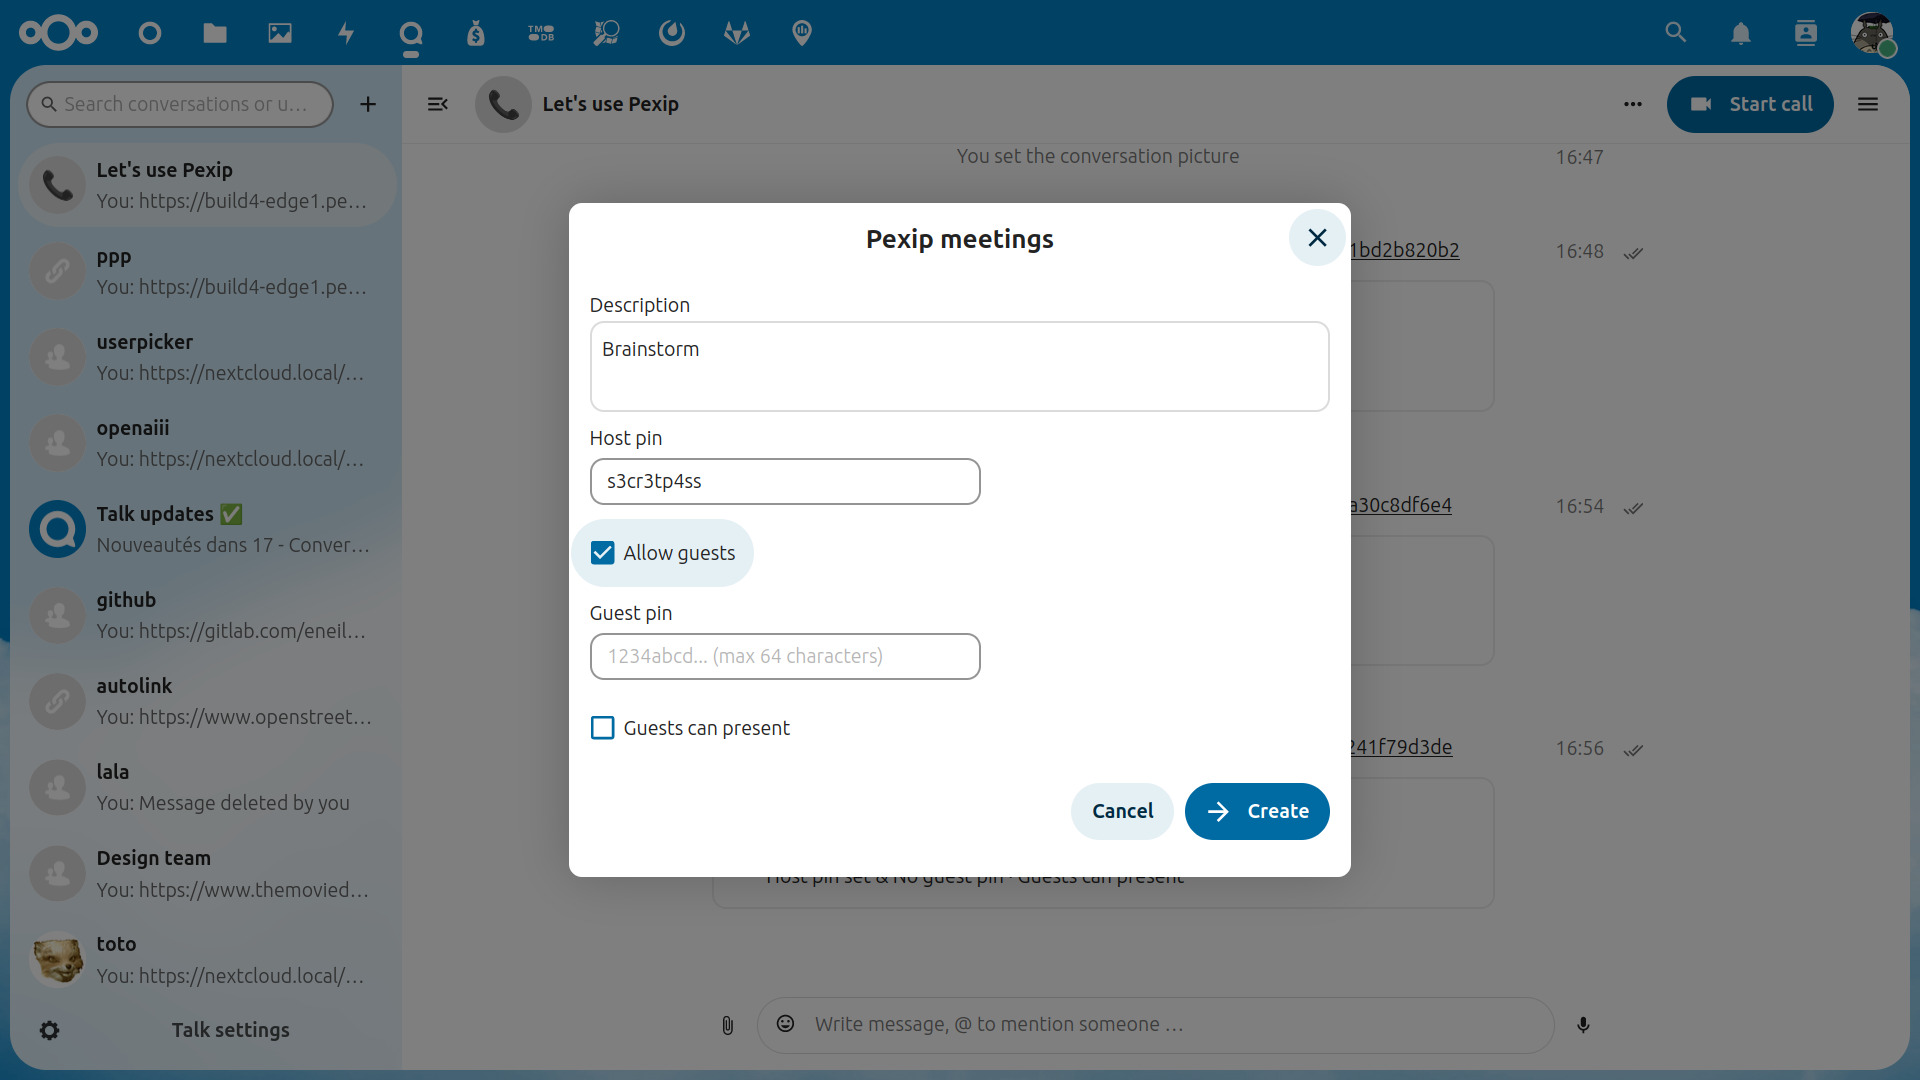 TMDB
Search conversations or u...
Let's use Pexip
Start call
Let's use Pexip
You: https://build4-edge1.pe...
ppp
You: https://build4-edge1.pe...
userpicker
You: https://nextcloud.local/...
openaiii
You: https://nextcloud.local/...
Talk updates ✅
Nouveautés dans 17 - Conver...
github
You: https://gitlab.com/eneil...
autolink
You: https://www.openstreet...
lala
You: Message deleted by you
Design team
You: https://www.themovied...
toto
You: https://nextcloud.local/...
Talk settings
You set the conversation picture
16:47
1bd2b820b2
16:48
a30c8df6e4
16:54
241f79d3de
16:56
Pexip meetings
Description
Brainstorm
Host pin
s3cr3tp4ss
Allow guests
Guest pin
1234abcd... (max 64 characters)
Guests can present
Cancel
Create
Host pin set & No guest pin · Guests can present
Write message, @ to mention someone ...